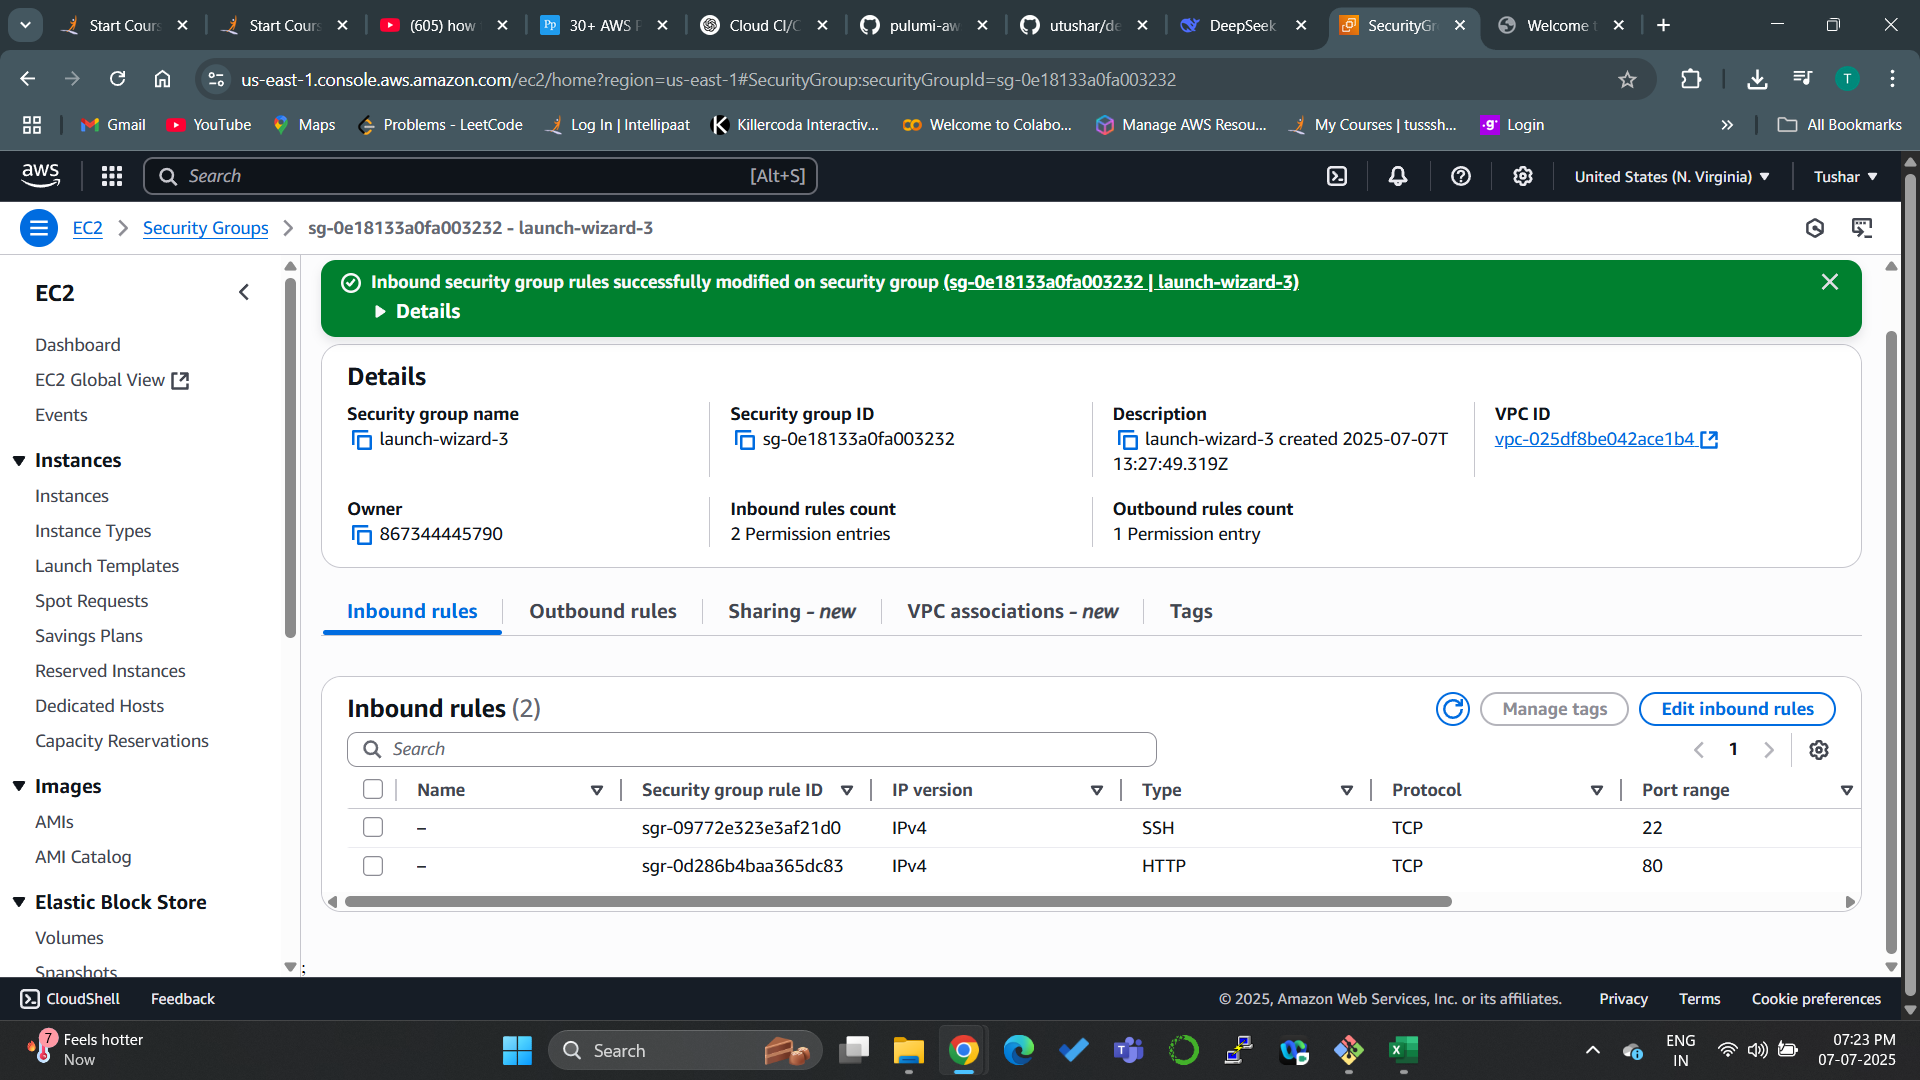 Start Cours
Start Cours
(605) how
30+ AWS P
Cloud CI/C
pulumi-aw
utushar/de
DeepSeek
SecurityGr
Welcome t
us-east-1.console.aws.amazon.com/ec2/home?region=us-east-1#SecurityGroup:securityGroupId=sg-0e18133a0fa003232
T
Gmail
YouTube
Maps
Problems - LeetCode
Log In | Intellipaat
Killercoda Interactiv...
Welcome to Colabo...
Manage AWS Resou...
My Courses | tusssh...
Login
All Bookmarks
aws
Search
[Alt+S]
United States (N. Virginia)
Tushar
EC2
Security Groups
sg-0e18133a0fa003232 - launch-wizard-3
EC2
Dashboard
EC2 Global View
Events
Instances
Instances
Instance Types
Launch Templates
Spot Requests
Savings Plans
Reserved Instances
Dedicated Hosts
Capacity Reservations
Images
AMIs
AMI Catalog
Elastic Block Store
Volumes
Snapshots
Inbound security group rules successfully modified on security group (sg-0e18133a0fa003232 | launch-wizard-3)
Details
Details
Security group name
launch-wizard-3
Security group ID
sg-0e18133a0fa003232
Description
launch-wizard-3 created 2025-07-07T
13:27:49.319Z
VPC ID
vpc-025df8be042ace1b4
Owner
867344445790
Inbound rules count
2 Permission entries
Outbound rules count
1 Permission entry
Inbound rules
Outbound rules
Sharing - new
VPC associations - new
Tags
Inbound rules (2)
Manage tags
Edit inbound rules
Search
1
Name
Security group rule ID
IP version
Type
Protocol
Port range
–
sgr-09772e323e3af21d0
IPv4
SSH
TCP
22
–
sgr-0d286b4baa365dc83
IPv4
HTTP
TCP
80
;
CloudShell
Feedback
© 2025, Amazon Web Services, Inc. or its affiliates.
Privacy
Terms
Cookie preferences
7
Feels hotter
Now
Search
ENG
IN
07:23 PM
07-07-2025